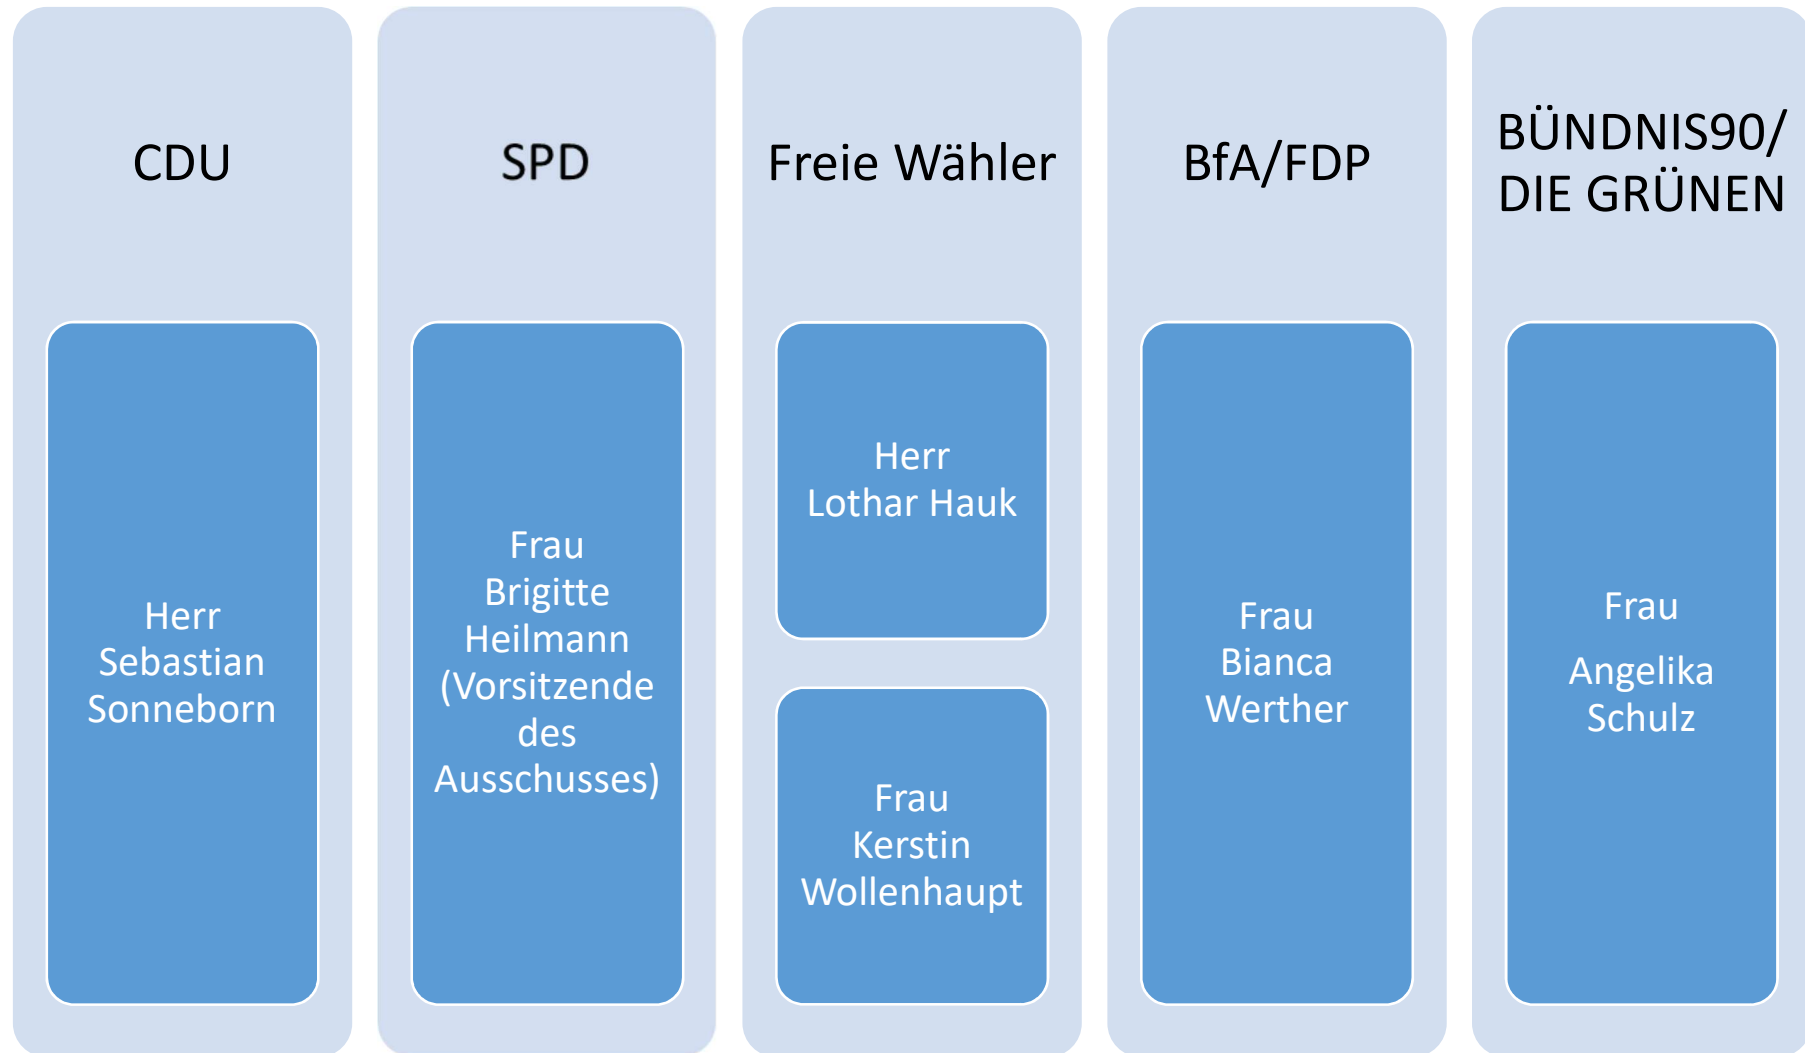 CDU
Herr
Sebastian
Sonneborn
SPD
Frau
Brigitte
Heilmann
(Vorsitzende
des
Ausschusses)
Freie Wähler
Herr
Lothar Hauk
Frau
Kerstin
Wollenhaupt
BfA/FDP
Frau
Bianca
Werther
BÜNDNIS90/
DIE GRÜNEN
Frau
Angelika
Schulz